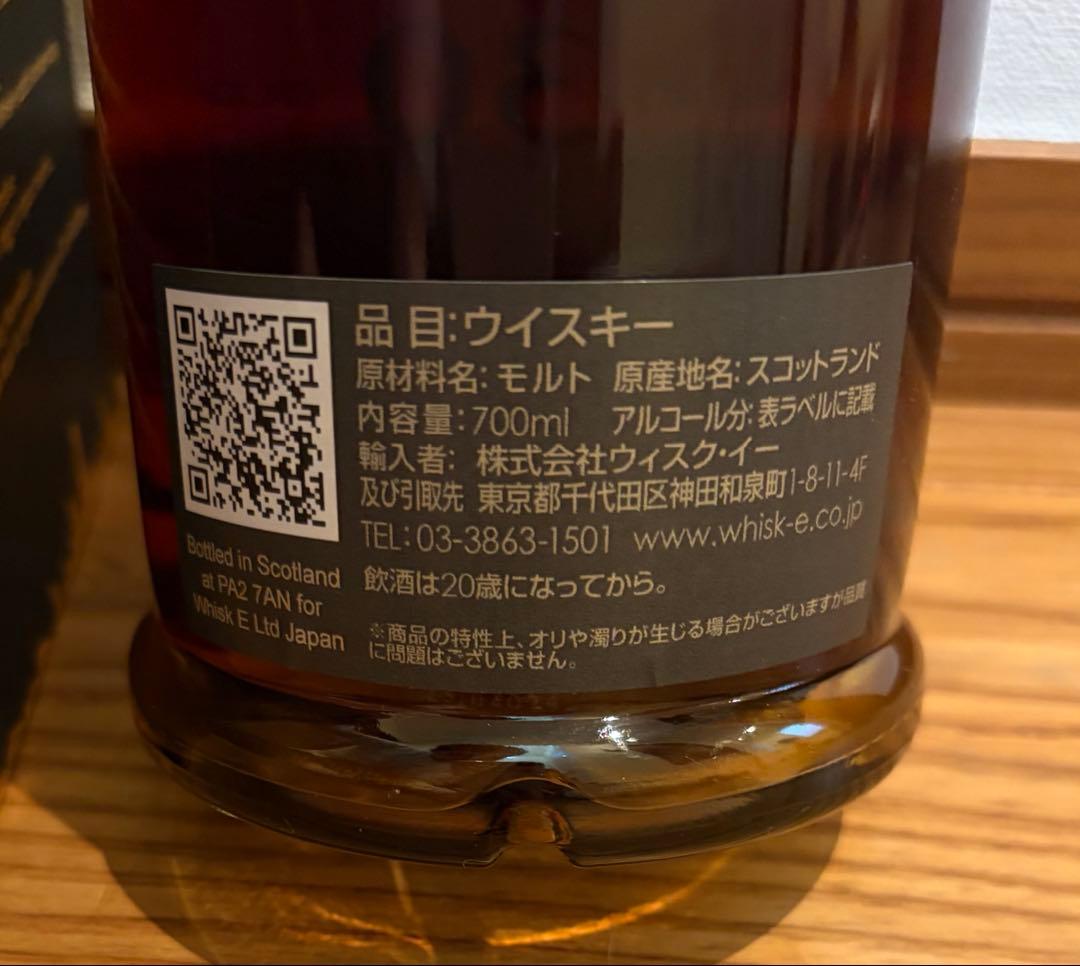 品 目:ウイスキー
原材料名: モルト 原産地名:スコットランド
内容量:700ml アルコール分:表ラベルに記載
輸入者: 株式会社ウィスク・イー
及び引取先 東京都千代田区神田和泉町1-8-11-4F
TEL:03-3863-1501 www.whisk-e.co.jp
飲酒は20歳になってから。
※商品の特性上、オリや濁りが生じる場合がございますが品質
に問題はございません。
Bottled in Scotland
at PA2 7AN for
Whisk E Ltd Japan